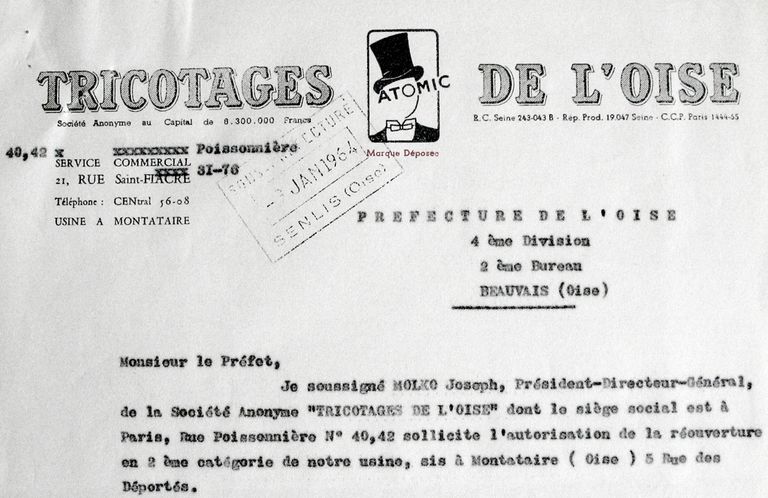 TRICOTAGES DE L'OISE
ATOMIC
Société Anonyme au Capital de 8.300.000 Francs
R.C. Seine 243-043 B - Rép. Prod. 19.047 Seine - C.C.P. Paris 1444-55
Marque Déposée
40,42 x xxxxxxxxx Poissonnière
SERVICE COMMERCIAL
xxxx 31-76
21, RUE Saint-FIACRE
Téléphone : CENtral 56-08
USINE A MONTATAIRE
SOUS-PREFECTURE
JAN 1964
SENLIS (Oise)
PREFECTURE DE L'OISE
4 ème Division
2 ème Bureau
BEAUVAIS (Oise)
Monsieur le Préfet,
Je soussigné MOLKO Joseph, Président-Directeur-Général,
de la Société Anonyme "TRICOTAGES DE L'OISE" dont le siège social est à
Paris, Rue Poissonnière N° 40,42 sollicite l'autorisation de la réouverture
en 2 ème catégorie de notre usine, sis à Montataire ( Oise ) 5 Rue des
Déportés.